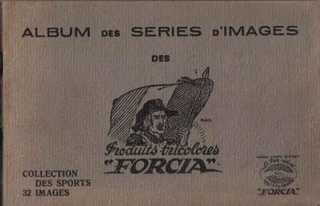 ALBUM DES SERIES D'IMAGES
DES
Produits tricolores
"FORCIA"
COLLECTION
DES SPORTS
32 IMAGES
"FORCIA"